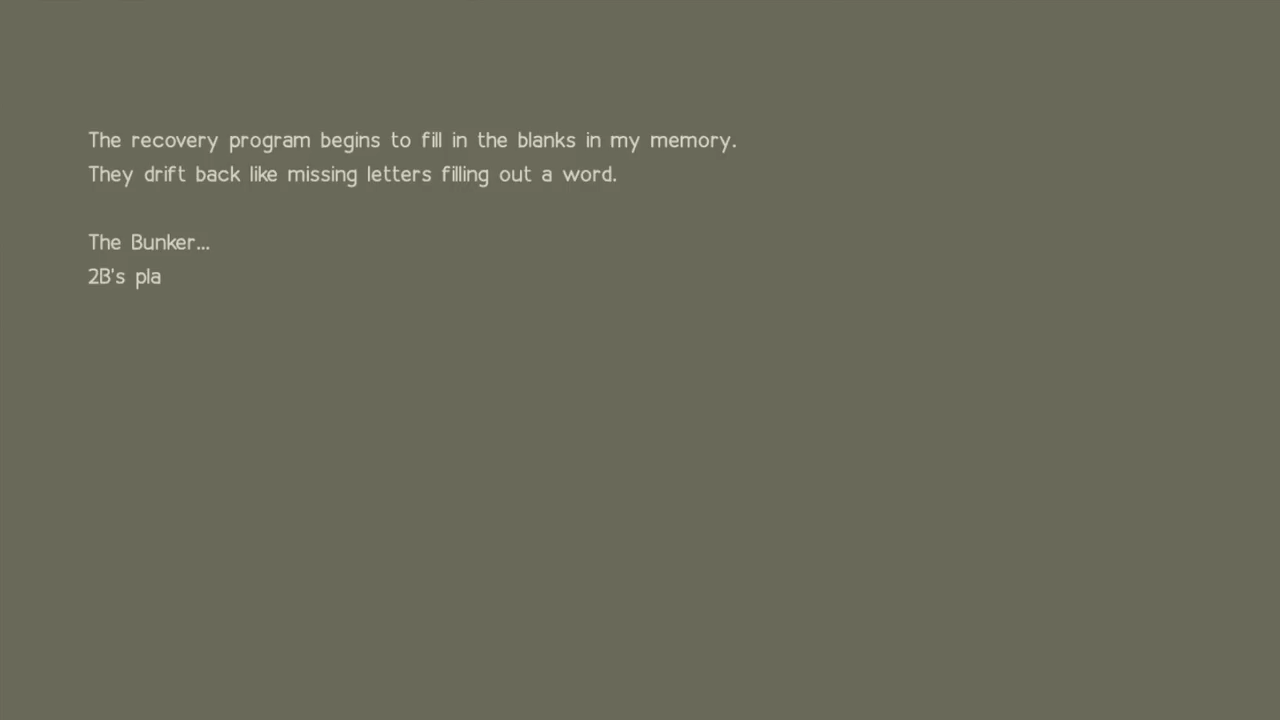 The recovery program begins to fill in the blanks in my memory.
They drift back like missing letters filling out a word.
The Bunker...
2B's pla